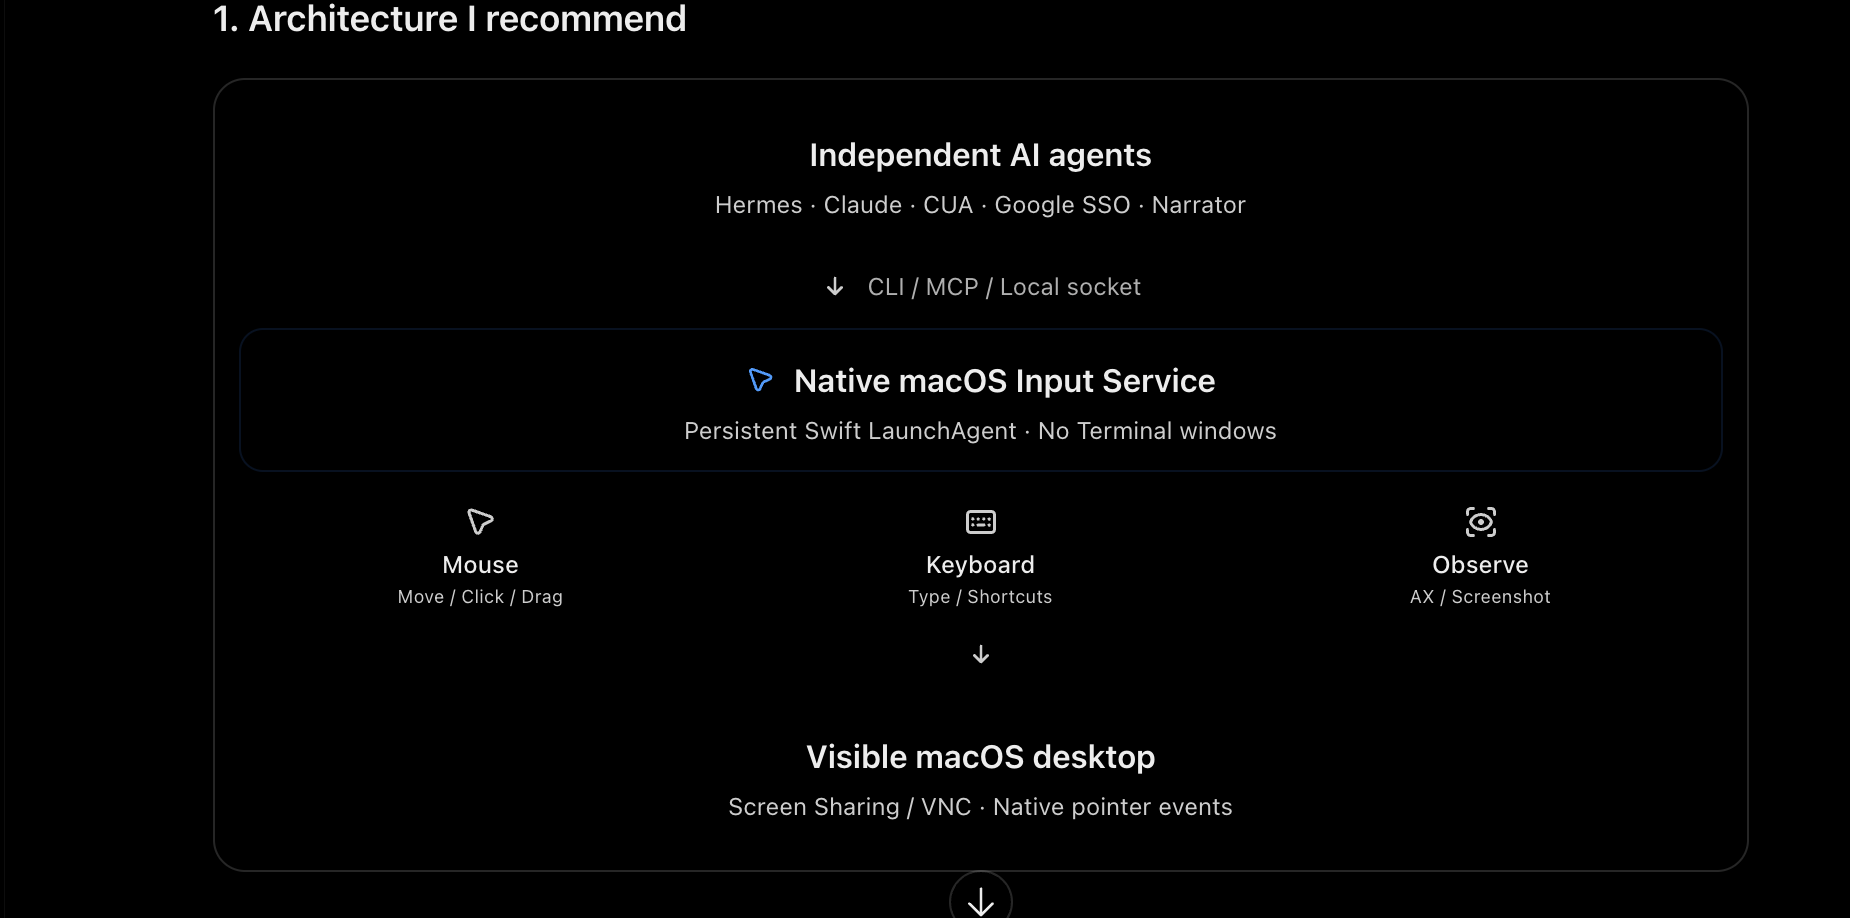 1. Architecture I recommend
Independent AI agents
Hermes · Claude · CUA · Google SSO · Narrator
CLI / MCP / Local socket
Native macOS Input Service
Persistent Swift LaunchAgent · No Terminal windows
Mouse
Move / Click / Drag
Keyboard
Type / Shortcuts
Observe
AX / Screenshot
Visible macOS desktop
Screen Sharing / VNC · Native pointer events